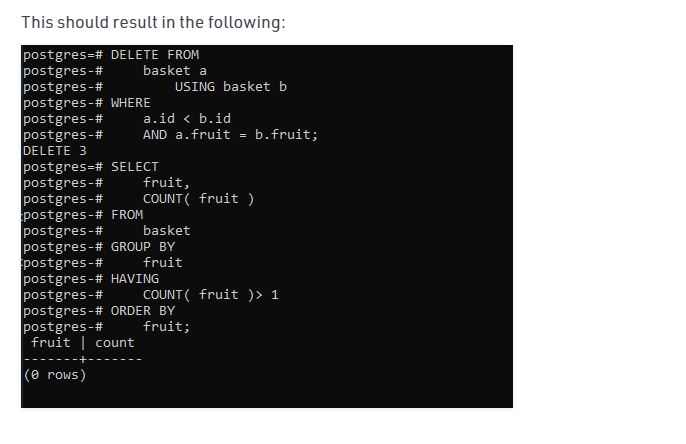 This should result in the following:
postgres=# DELETE FROM
postgres-#     basket a
postgres-#         USING basket b
postgres-# WHERE
postgres-#     a.id < b.id
postgres-#     AND a.fruit = b.fruit;
DELETE 3
postgres=# SELECT
postgres-#     fruit,
postgres-#     COUNT( fruit )
postgres-# FROM
postgres-#     basket
postgres-# GROUP BY
postgres-#     fruit
postgres-# HAVING
postgres-#     COUNT( fruit )> 1
postgres-# ORDER BY
postgres-#     fruit;
 fruit | count
-------+-------
(0 rows)